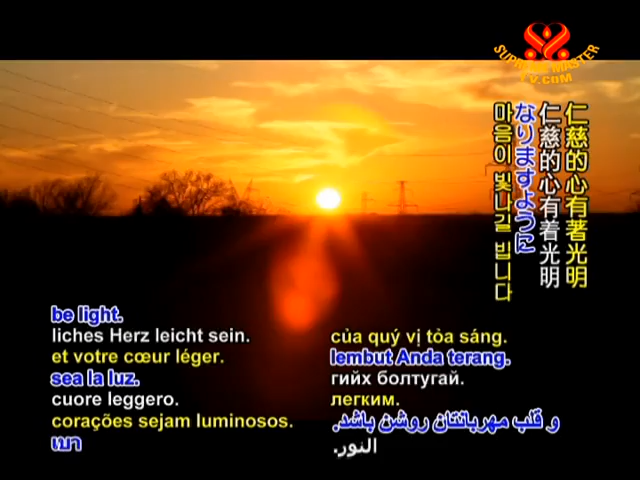 SUPREME MASTER
TV.COM
仁慈的心有著光明
仁慈的心有着光明
なりますように
마음이 빛나길 빕니다
be light.
liches Herz leicht sein.
et votre cœur léger.
sea la luz.
cuore leggero.
corações sejam luminosos.
เบา
của quý vị tỏa sáng.
lembut Anda terang.
гийх болтугай.
легким.
و قلب مهربانتان روشن باشد.
النور.